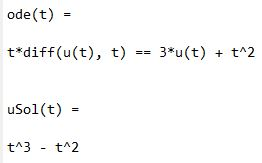 ode(t) =
t*diff(u(t), t) == 3*u(t) + t^2
uSol(t) =
t^3 - t^2